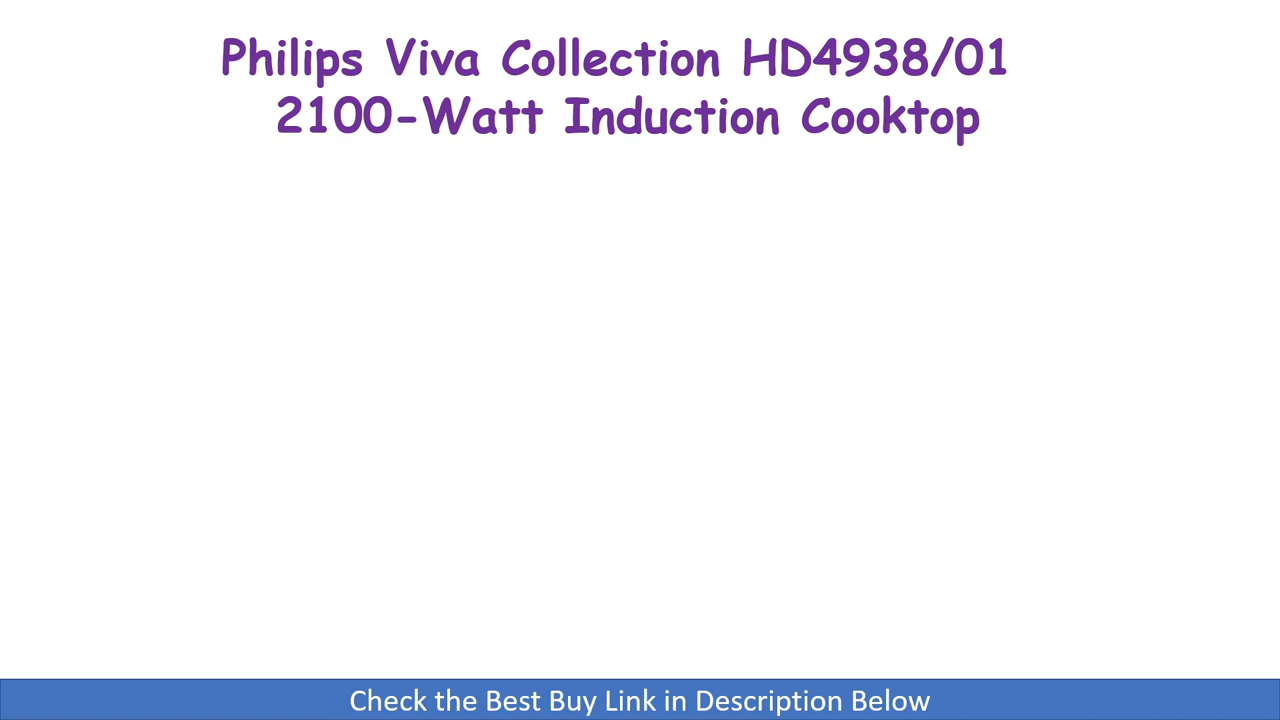 Philips Viva Collection HD4938/01
2100-Watt Induction Cooktop
Check the Best Buy Link in Description Below